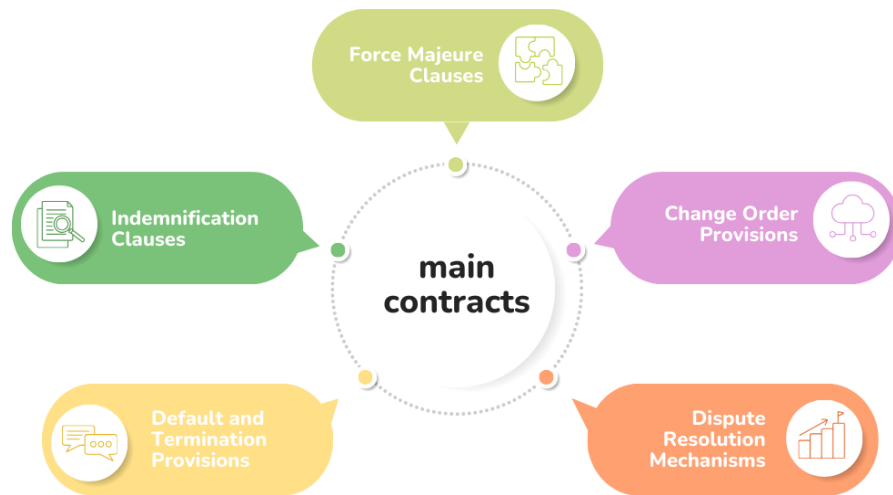 Force Majeure
Clauses
Indemnification
Clauses
Change Order
Provisions
main
contracts
Default and
Termination
Provisions
Dispute
Resolution
Mechanisms